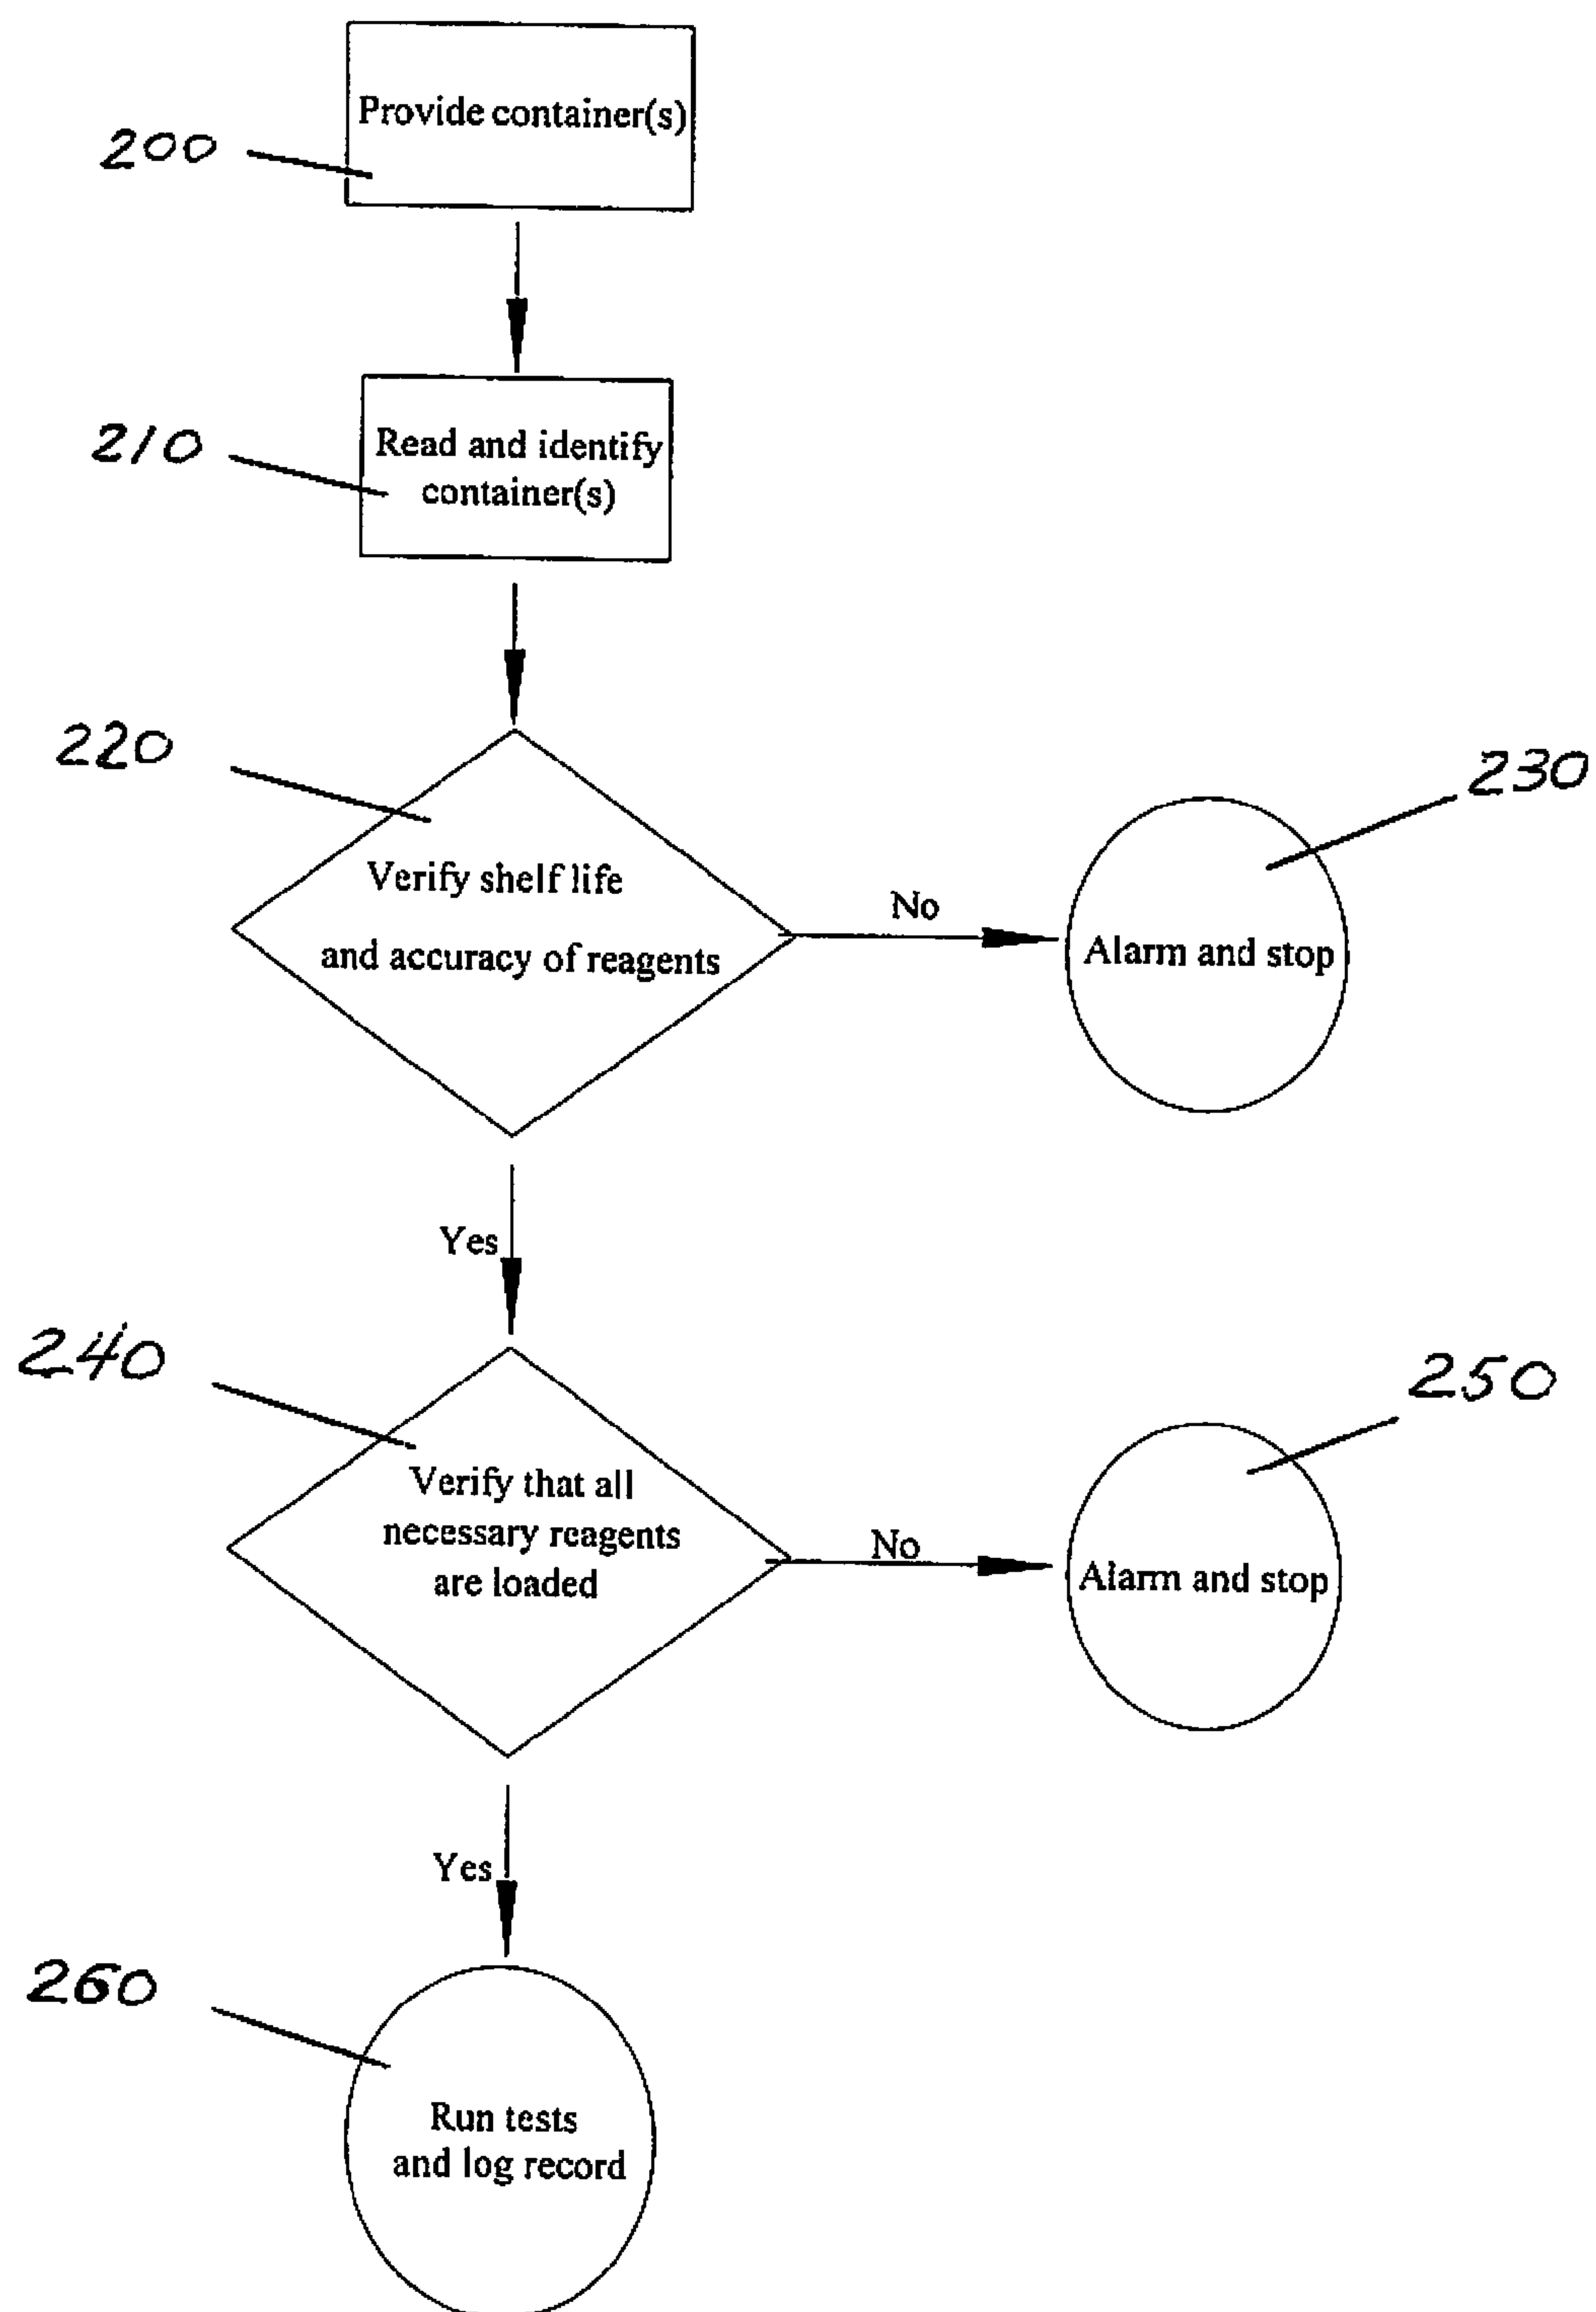 Provide container(s)
200
Read and identify
container(s)
210
220
Verify shelf life
and accuracy of reagents
No
230
Alarm and stop
Yes
240
Verify that all
necessary reagents
are loaded
No
250
Alarm and stop
Yes
260
Run tests
and log record